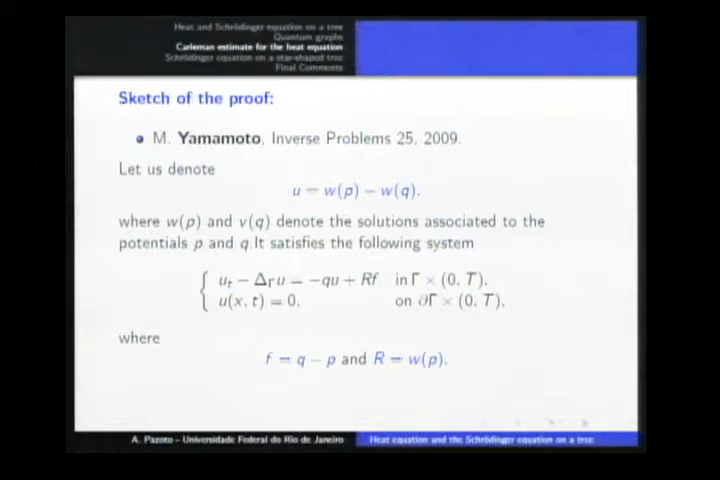 Heat and Schrödinger equation on a tree
Quantum graphs
Carleman estimate for the heat equation
Schrödinger equation on a star-shaped tree
Final Comments
Sketch of the proof:
M. Yamamoto, Inverse Problems 25, 2009.
Let us denote
u = w(p) − w(q).
where w(p) and v(q) denote the solutions associated to the
potentials p and q.It satisfies the following system
u_t − Δ_Γ u = −qu + Rf in Γ × (0, T),
u(x, t) = 0, on ∂Γ × (0, T),
where
f = q − p and R = w(p).
A. Pazoto - Universidade Federal do Rio de Janeiro
Heat equation and the Schrödinger equation on a tree